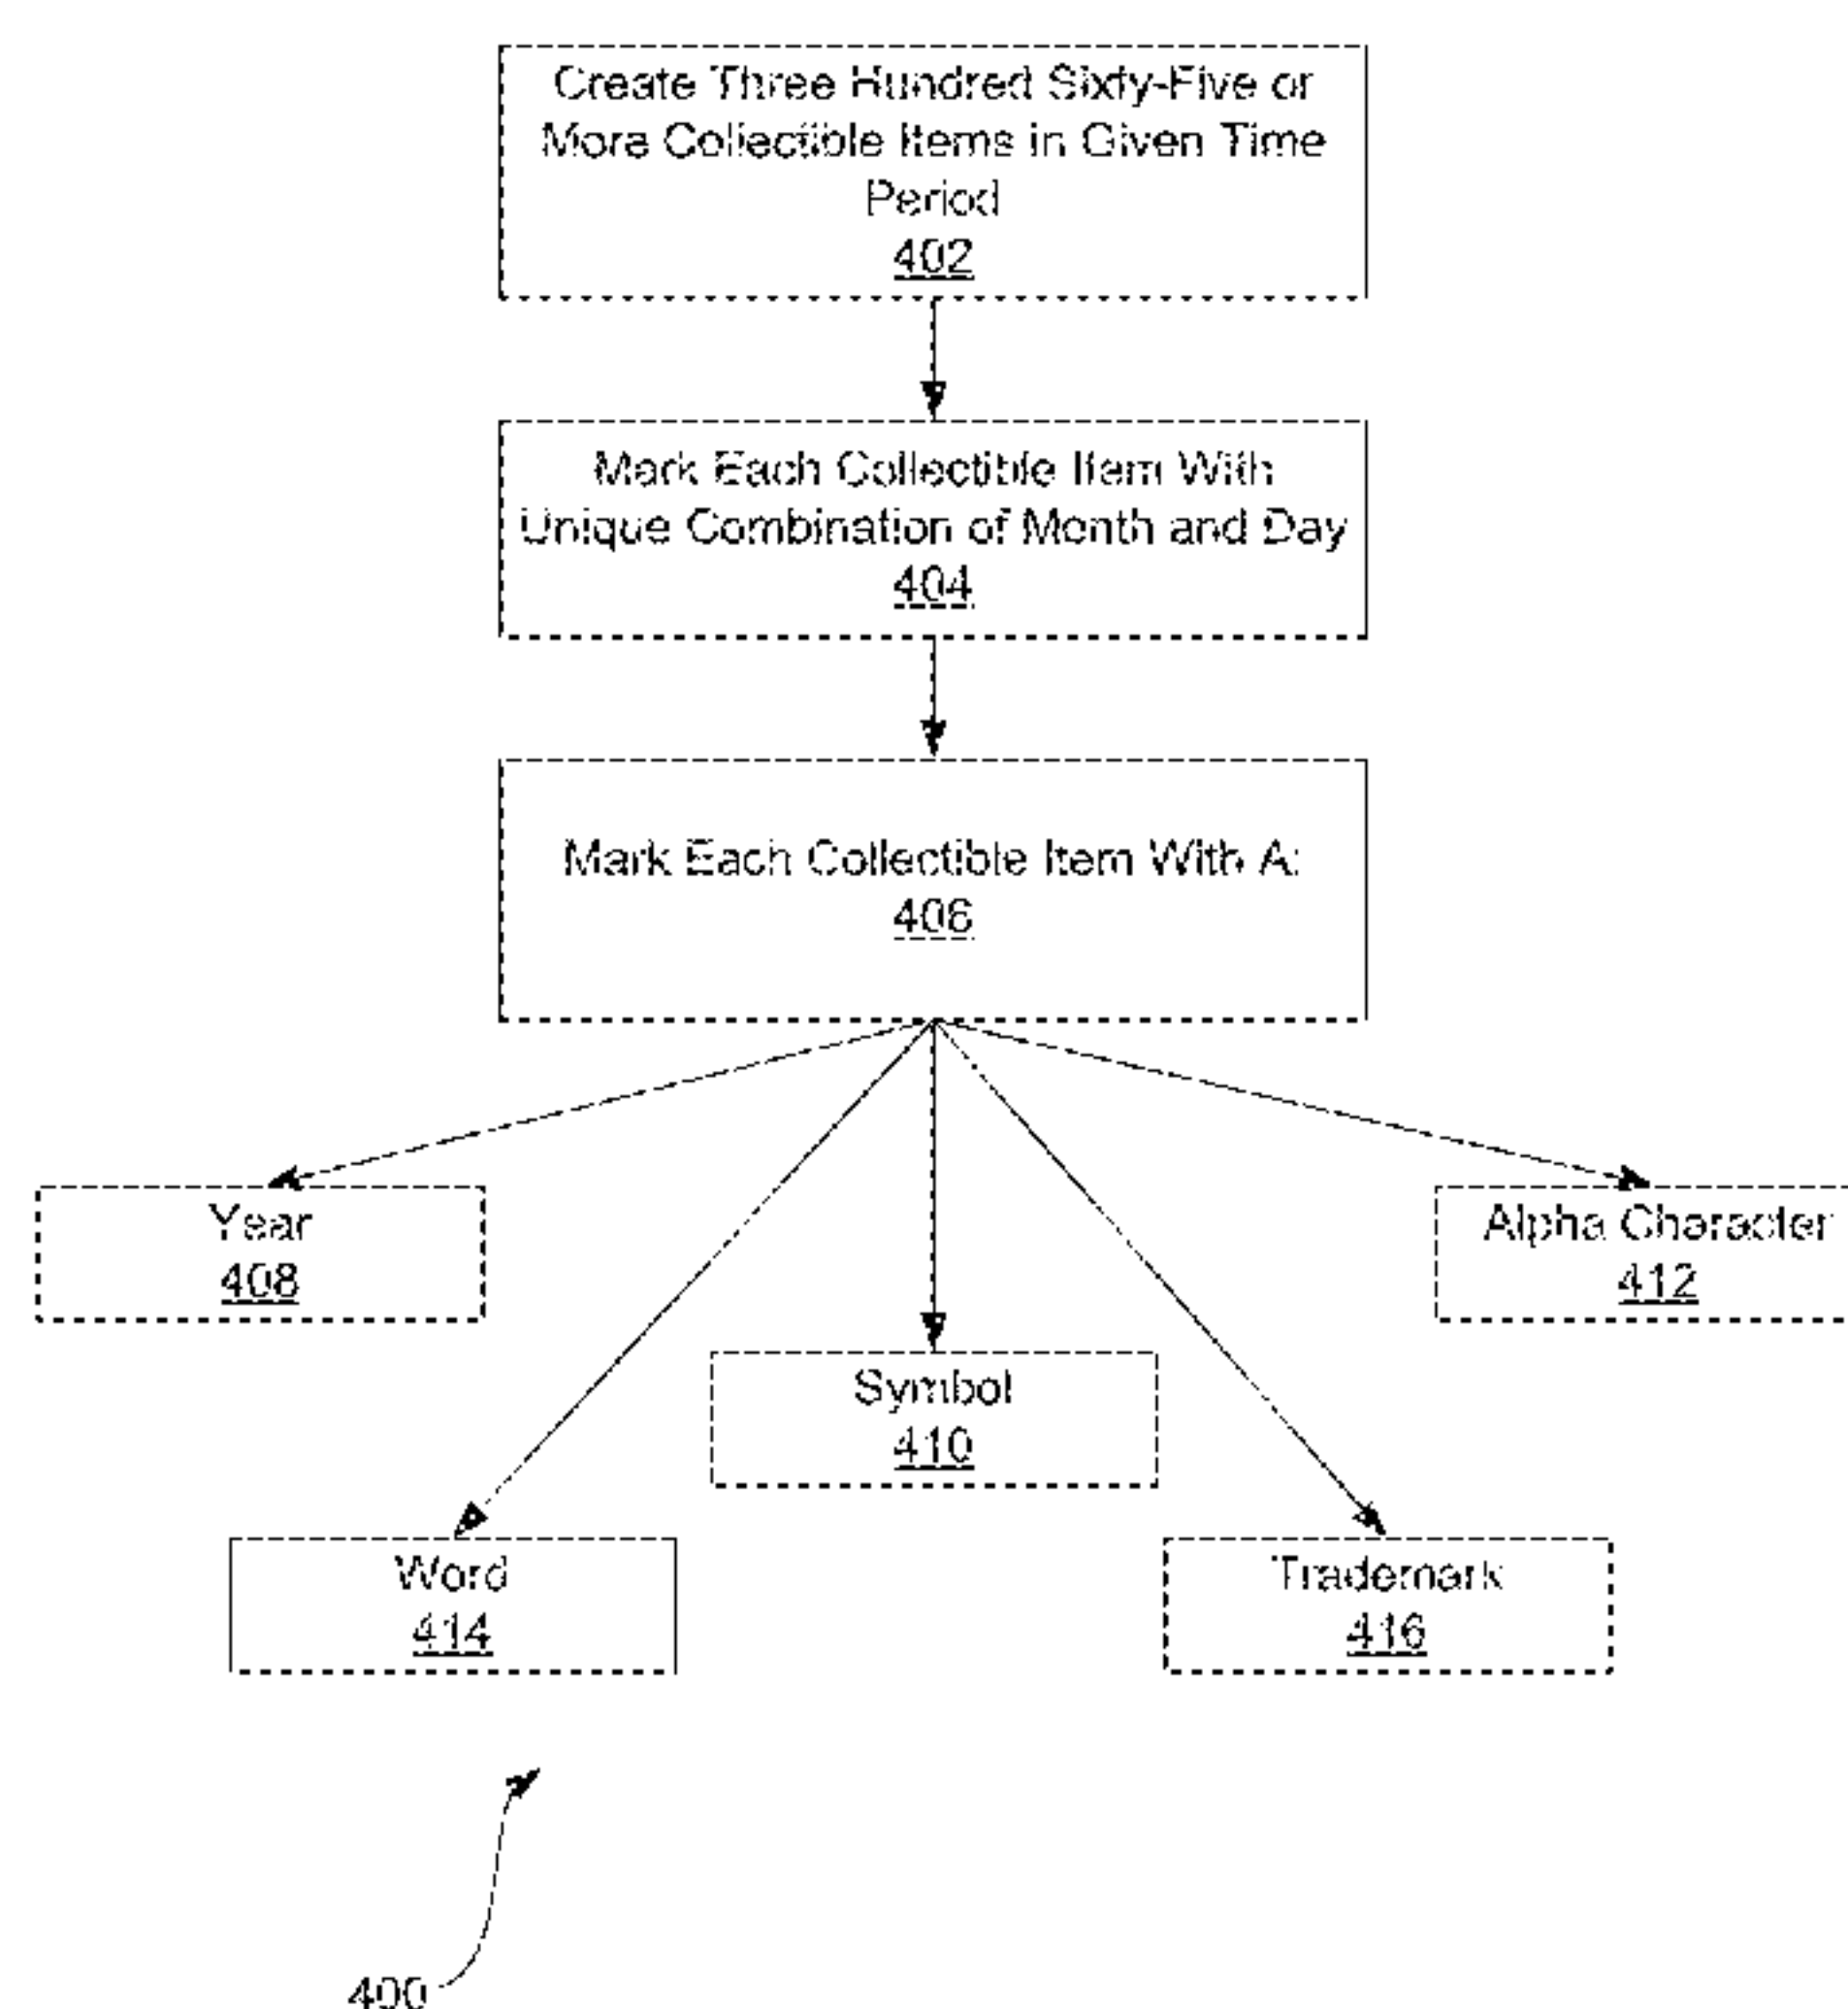 Create Three Hundred Sixty-Five or
More Collectible Items in Given Time
Period
402
Mark Each Collectible Item With
Unique Combination of Month and Day
404
Mark Each Collectible Item With A:
406
Year
408
Alpha Character
412
Symbol
410
Word
414
Trademark
416
400